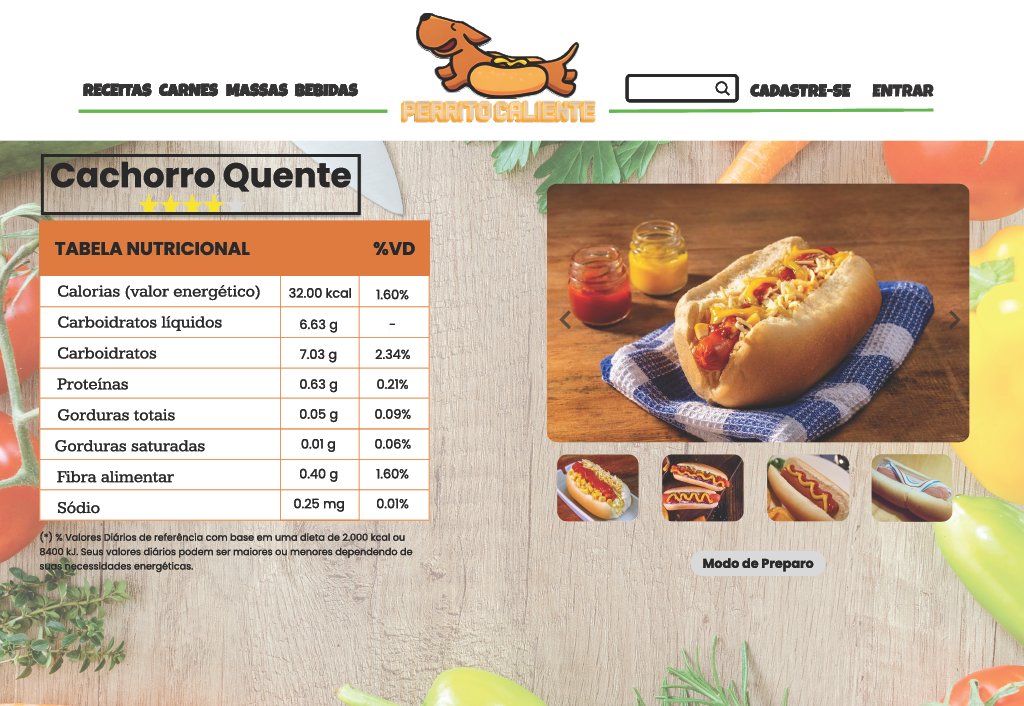 RECEITAS CARNES MASSAS BEBIDAS
PERRITO CALIENTE
CADASTRE-SE ENTRAR
Cachorro Quente
TABELA NUTRICIONAL %VD
Calorias (valor energético) 32.00 kcal 1.60%
Carboidratos líquidos 6.63 g -
Carboidratos 7.03 g 2.34%
Proteínas 0.63 g 0.21%
Gorduras totais 0.05 g 0.09%
Gorduras saturadas 0.01 g 0.06%
Fibra alimentar 0.40 g 1.60%
Sódio 0.25 mg 0.01%
(*) % Valores Diários de referência com base em uma dieta de 2.000 kcal ou
8400 kJ. Seus valores diários podem ser maiores ou menores dependendo de
suas necessidades energéticas.
Modo de Preparo